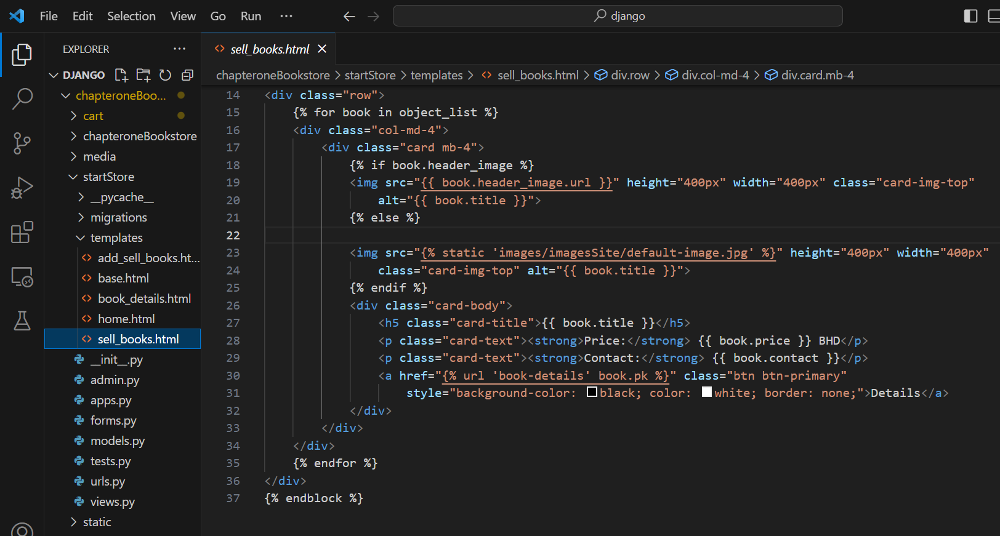 File Edit Selection View Go Run ··· ← → django
EXPLORER ···
sell_books.html ×
DJANGO
chapteroneBookstore > startStore > templates > <> sell_books.html > div.row > div.col-md-4 > div.card.mb-4
chapteroneBoo...
cart
chapteroneBookstore
media
startStore
__pycache__
migrations
templates
add_sell_books.ht...
base.html
book_details.html
home.html
sell_books.html
__init__.py
admin.py
apps.py
forms.py
models.py
tests.py
urls.py
views.py
static
14 <div class="row">
15 {% for book in object_list %}
16 <div class="col-md-4">
17 <div class="card mb-4">
18 {% if book.header_image %}
19 <img src="{{ book.header_image.url }}" height="400px" width="400px" class="card-img-top"
20 alt="{{ book.title }}">
21 {% else %}
22
23 <img src="{% static 'images/imagesSite/default-image.jpg' %}" height="400px" width="400px"
24 class="card-img-top" alt="{{ book.title }}">
25 {% endif %}
26 <div class="card-body">
27 <h5 class="card-title">{{ book.title }}</h5>
28 <p class="card-text"><strong>Price:</strong> {{ book.price }} BHD</p>
29 <p class="card-text"><strong>Contact:</strong> {{ book.contact }}</p>
30 <a href="{% url 'book-details' book.pk %}" class="btn btn-primary"
31 style="background-color: black; color: white; border: none;">Details</a>
32 </div>
33 </div>
34 </div>
35 {% endfor %}
36 </div>
37 {% endblock %}